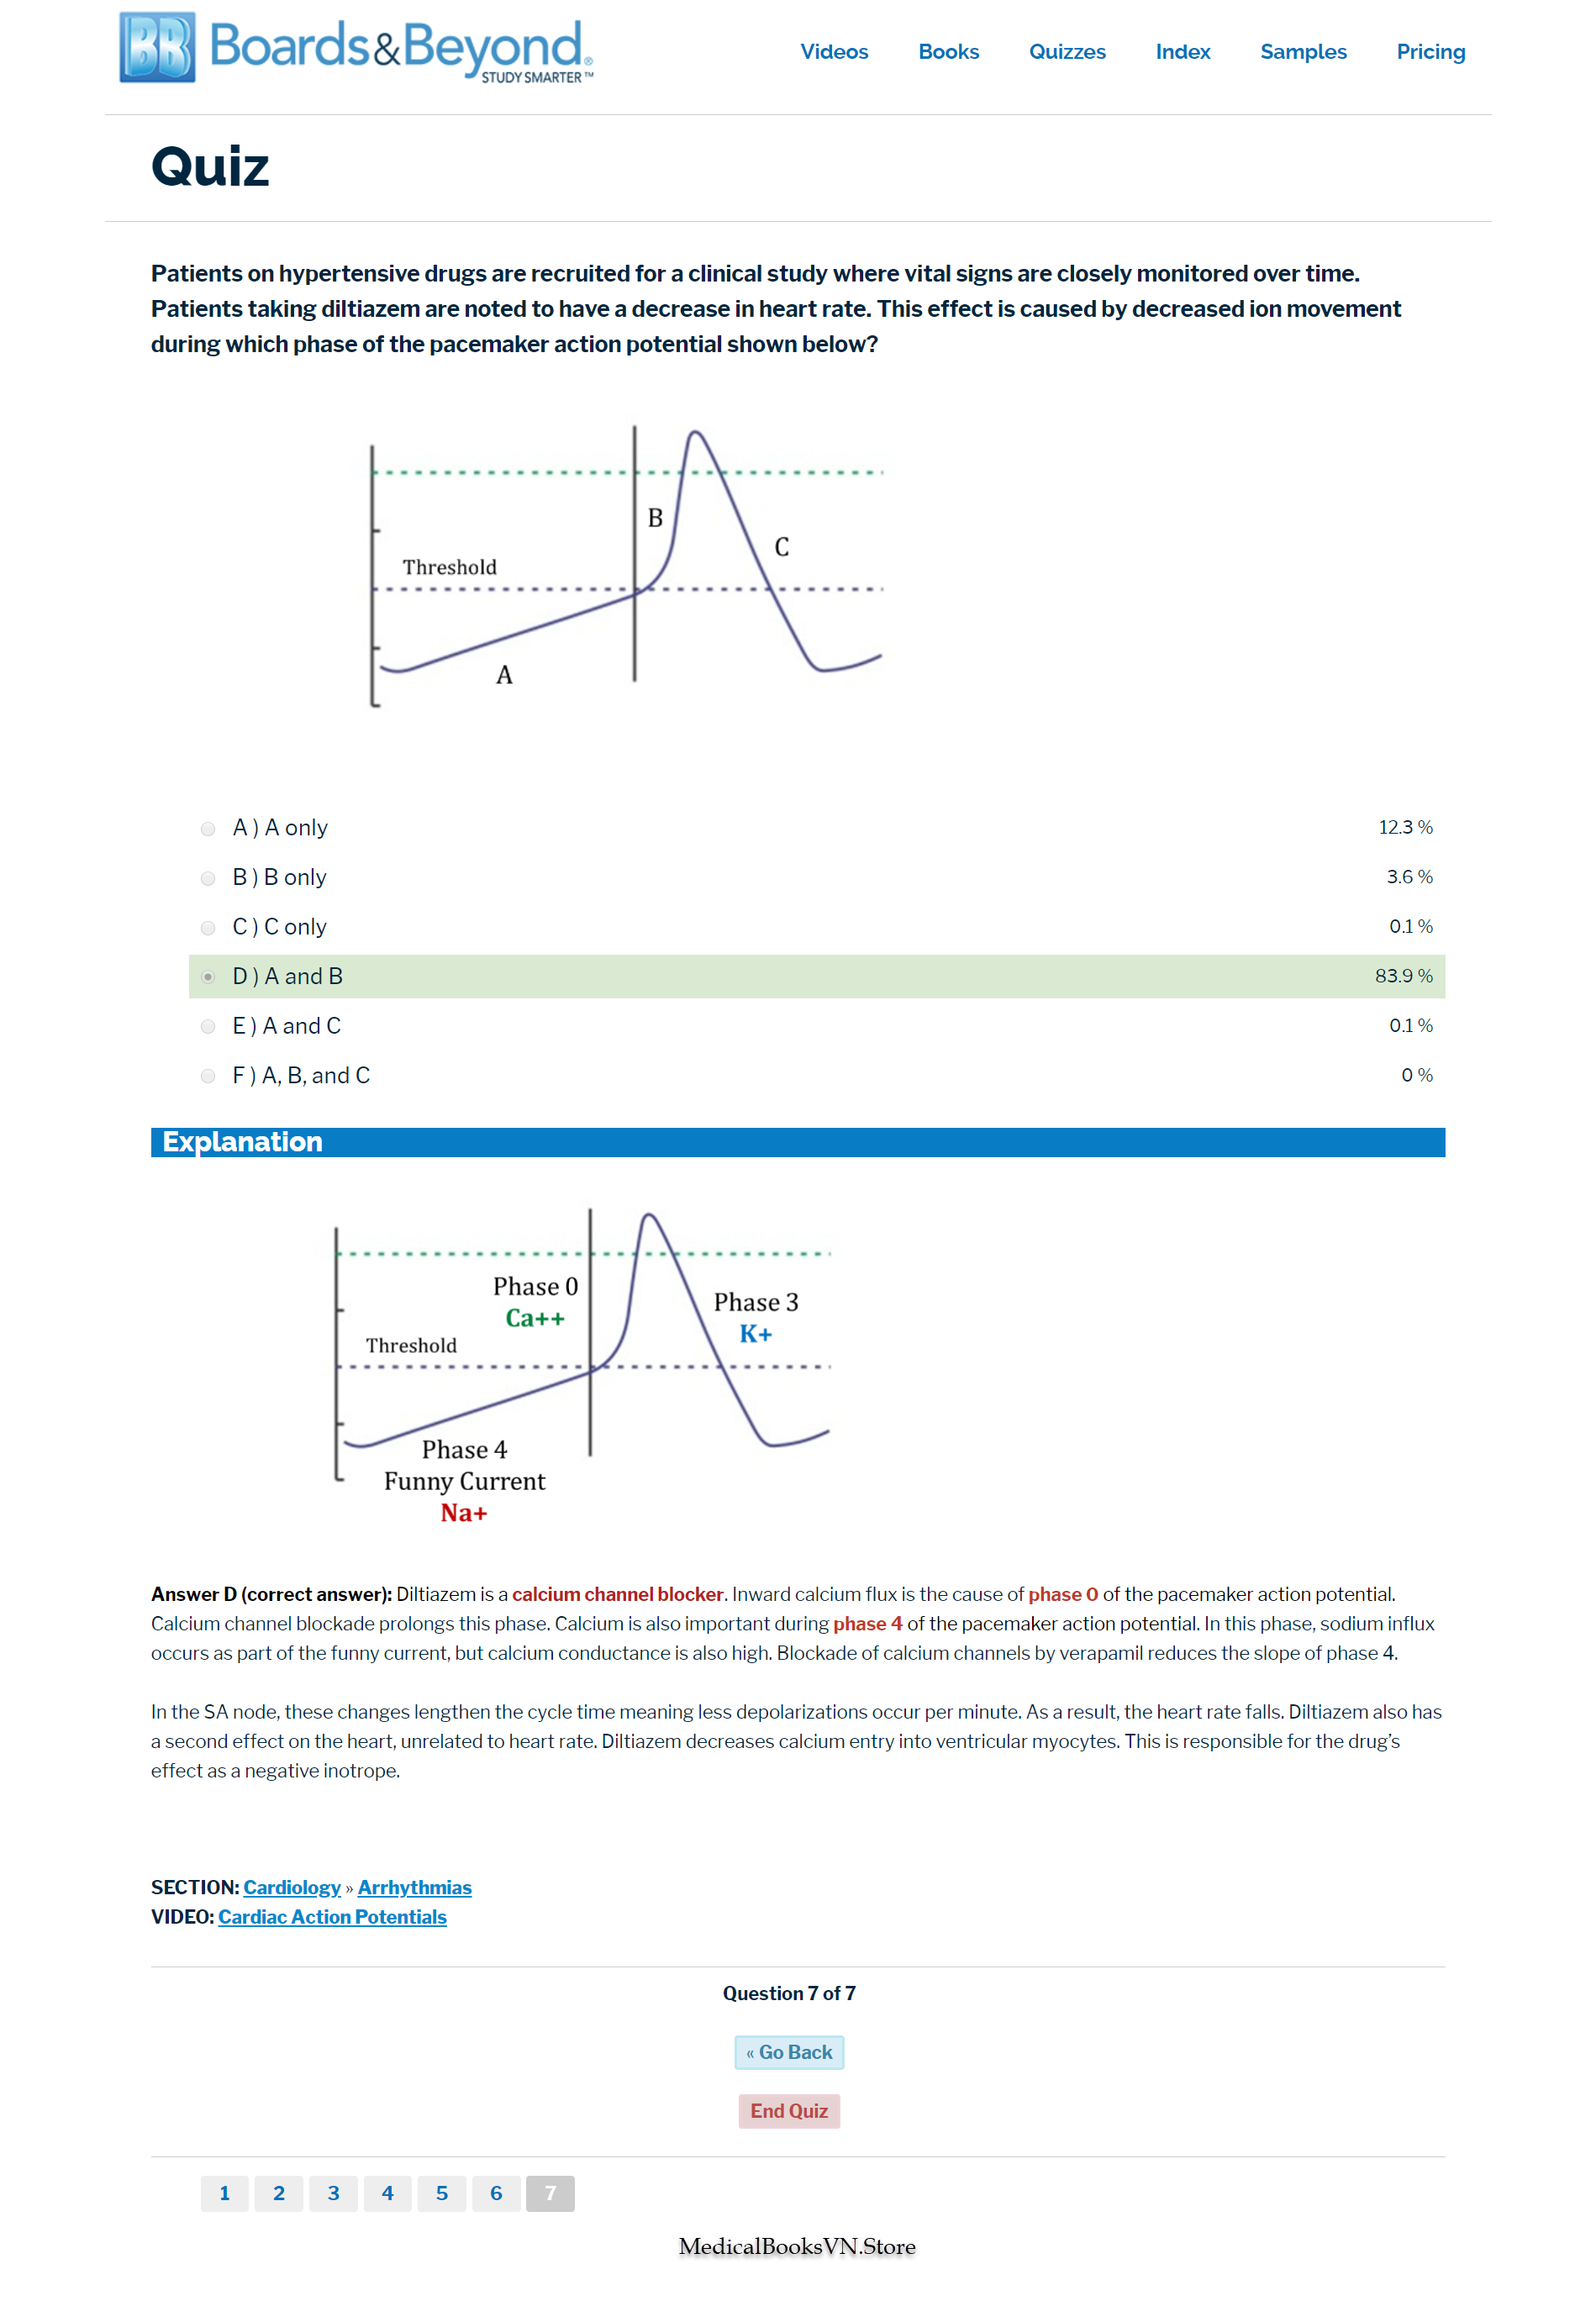 BB Boards&Beyond®
STUDY SMARTER™
Videos Books Quizzes Index Samples Pricing
Quiz
Patients on hypertensive drugs are recruited for a clinical study where vital signs are closely monitored over time.
Patients taking diltiazem are noted to have a decrease in heart rate. This effect is caused by decreased ion movement
during which phase of the pacemaker action potential shown below?
B
C
Threshold
A
A ) A only 12.3 %
B ) B only 3.6 %
C ) C only 0.1 %
D ) A and B 83.9 %
E ) A and C 0.1 %
F ) A, B, and C 0 %
Explanation
Phase 0
Ca++
Phase 3
K+
Threshold
Phase 4
Funny Current
Na+
Answer D (correct answer): Diltiazem is a calcium channel blocker. Inward calcium flux is the cause of phase 0 of the pacemaker action potential.
Calcium channel blockade prolongs this phase. Calcium is also important during phase 4 of the pacemaker action potential. In this phase, sodium influx
occurs as part of the funny current, but calcium conductance is also high. Blockade of calcium channels by verapamil reduces the slope of phase 4.
In the SA node, these changes lengthen the cycle time meaning less depolarizations occur per minute. As a result, the heart rate falls. Diltiazem also has
a second effect on the heart, unrelated to heart rate. Diltiazem decreases calcium entry into ventricular myocytes. This is responsible for the drug's
effect as a negative inotrope.
SECTION: Cardiology » Arrhythmias
VIDEO: Cardiac Action Potentials
Question 7 of 7
« Go Back
End Quiz
1 2 3 4 5 6 7
MedicalBooksVN.Store